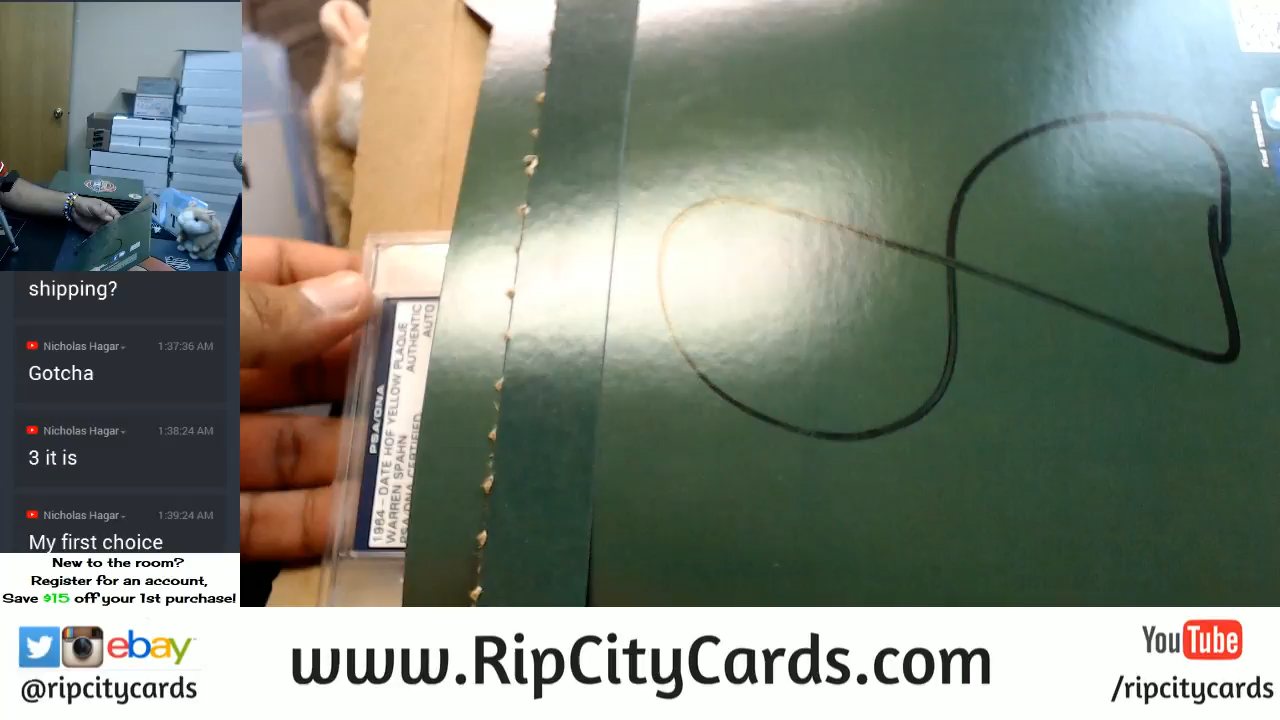 shipping?
Nicholas Hagar
1:37:36 AM
Gotcha
Nicholas Hagar
1:38:24 AM
3 it is
Nicholas Hagar
1:39:24 AM
My first choice
New to the room?
Register for an account,
Save $15 off your 1st purchase!
1964-DATE HOF YELLOW PLAQUE
WARREN SPAHN AUTHENTIC
PSA/DNA CERTIFIED AUTO
PSA/DNA
8
ebay
@ripcitycards
www.RipCityCards.com
YouTube
/ripcitycards